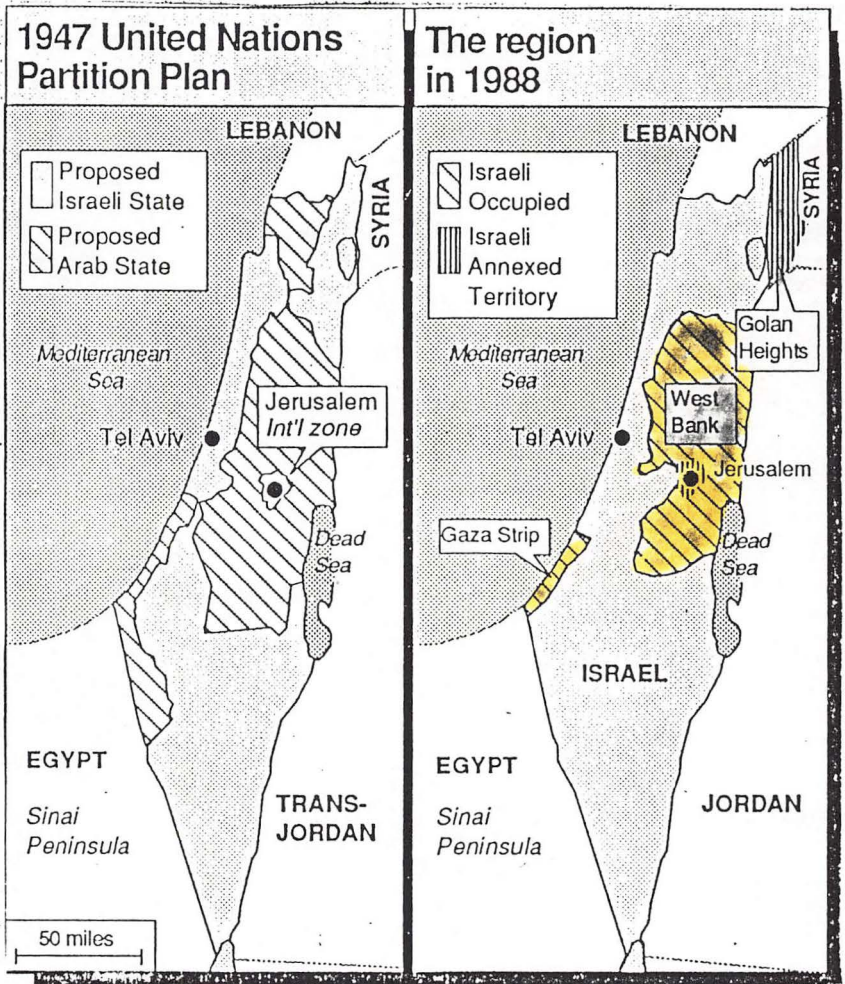 1947 United Nations
Partition Plan
LEBANON
Proposed
Israeli State
Proposed
Arab State
SYRIA
Mediterranean
Sea
Jerusalem
Int'l zone
Tel Aviv
Dead
Sea
EGYPT
Sinai
Peninsula
TRANS-
JORDAN
50 miles
The region
in 1988
LEBANON
Israeli
Occupied
Israeli
Annexed
Territory
SYRIA
Golan
Heights
Mediterranean
Sea
West
Bank
Tel Aviv
Jerusalem
Gaza Strip
Dead
Sea
ISRAEL
EGYPT
Sinai
Peninsula
JORDAN